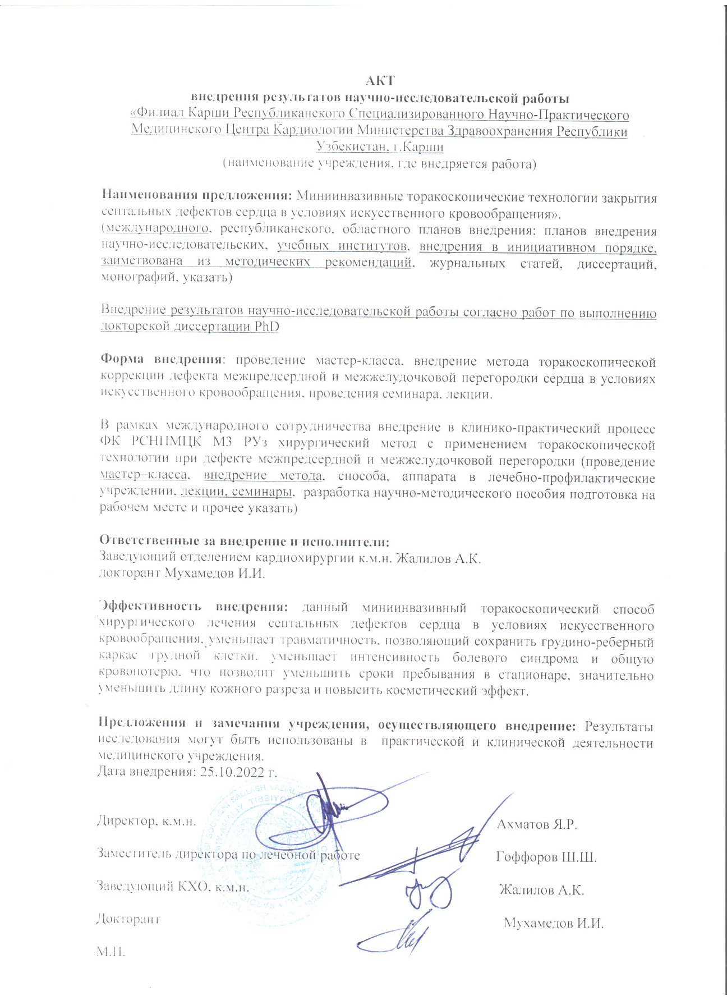 АКТ
внедрения результатов научно-исследовательской работы
«Филиал Карши Республиканского Специализированного Научно-Практического
Медицинского Центра Кардиологии Министерства Здравоохранения Республики
Узбекистан, г.Карши
(наименование учреждения, где внедряется работа)
Наименования предложения: Миниинвазивные торакоскопические технологии закрытия
септальных дефектов сердца в условиях искусственного кровообращения».
(международного, республиканского, областного планов внедрения; планов внедрения
научно-исследовательских, учебных институтов, внедрения в инициативном порядке,
заимствована из методических рекомендаций, журнальных статей, диссертаций,
монографий, указать)
Внедрение результатов научно-исследовательской работы согласно работ по выполнению
докторской диссертации PhD
Форма внедрения: проведение мастер-класса, внедрение метода торакоскопической
коррекции дефекта межпредсердной и межжелудочковой перегородки сердца в условиях
искусственного кровообращения, проведения семинара, лекции.
В рамках международного сотрудничества внедрение в клинико-практический процесс
ФК РСНПМЦК МЗ РУз хирургический метод с применением торакоскопической
технологии при дефекте межпредсердной и межжелудочковой перегородки (проведение
мастер–класса, внедрение метода, способа, аппарата в лечебно-профилактические
учреждении, лекции, семинары, разработка научно-методического пособия подготовка на
рабочем месте и прочее указать)
Ответственные за внедрение и исполнители:
Заведующий отделением кардиохирургии к.м.н. Жалилов А.К.
докторант Мухамедов И.И.
Эффективность внедрения: данный миниинвазивный торакоскопический способ
хирургического лечения септальных дефектов сердца в условиях искусственного
кровообращения, уменьшает травматичность, позволяющий сохранить грудино-реберный
каркас грудной клетки, уменьшает интенсивность болевого синдрома и общую
кровопотерю, что позволит уменьшить сроки пребывания в стационаре, значительно
уменьшить длину кожного разреза и повысить косметический эффект.
Предложения и замечания учреждения, осуществляющего внедрение: Результаты
исследования могут быть использованы в практической и клинической деятельности
медицинского учреждения.
Дата внедрения: 25.10.2022 г.
Директор, к.м.н. Ахматов Я.Р.
Заместитель директора по лечебной работе Гоффоров Ш.Ш.
Заведующий КХО, к.м.н. Жалилов А.К.
Докторант Мухамедов И.И.
М.П.